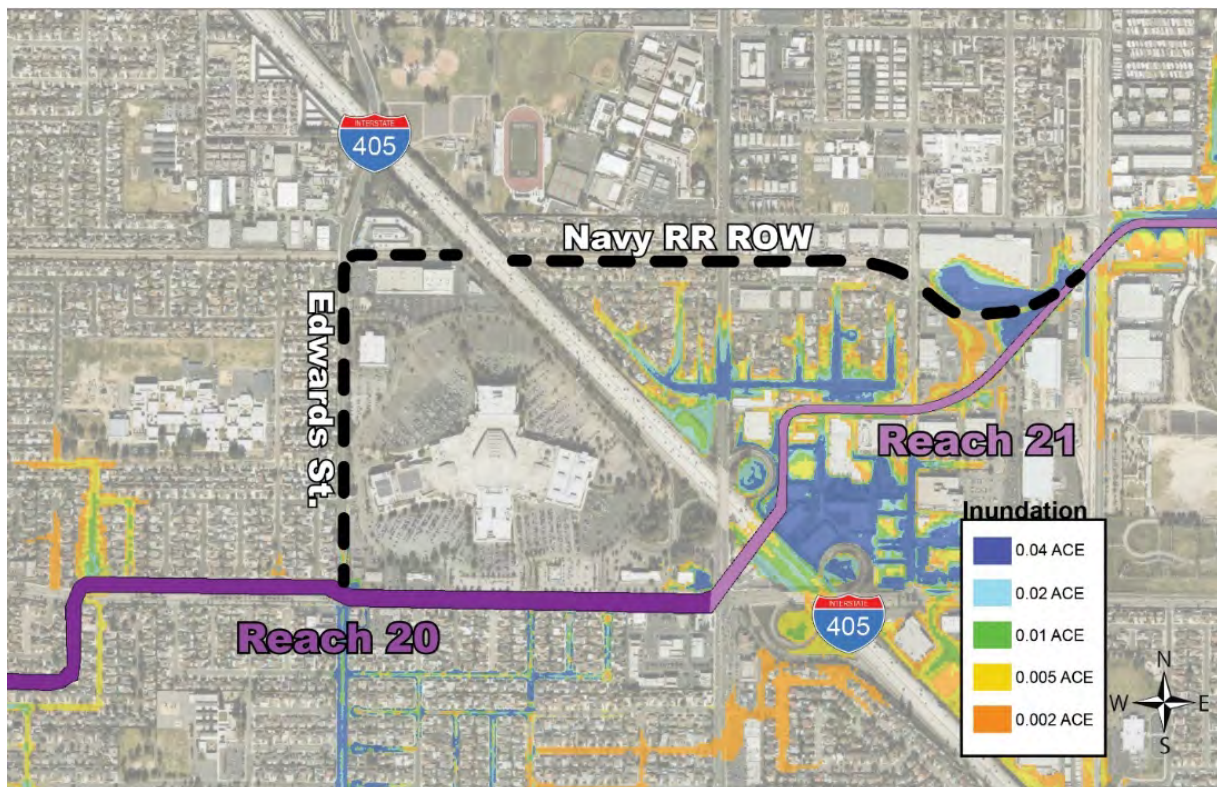 INTERSTATE
405
Navy RR ROW
Edwards St.
Reach 21
Reach 20
INTERSTATE
405
Inundation
0.04 ACE
0.02 ACE
0.01 ACE
0.005 ACE
0.002 ACE
N
W E
S